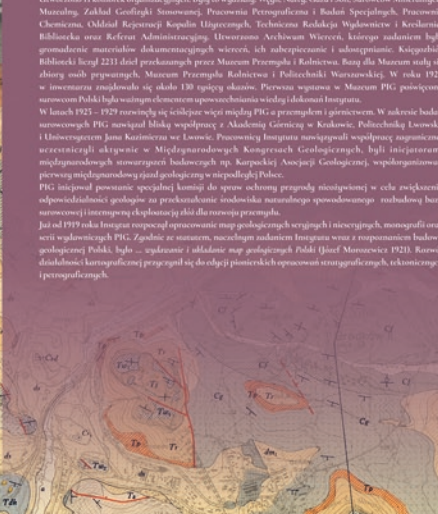 Muzealny, Zakład Geofizyki Stosowanej, Pracownia Petrograficzna i Badań Specjalnych, Pracowni
Chemiczna, Oddział Rejestracji Kopalin Użytecznych, Techniczna Redakcja Wydawnictw i Kreślarni
Biblioteka oraz Referat Administracyjny. Utworzono Archiwum Wierceń, którego zadaniem był
gromadzenie materiałów dokumentacyjnych wierceń, ich zabezpieczanie i udostępnianie. Księgozbi
Biblioteki liczył 2211 dzieł przekazanych przez Muzeum Przemysłu i Rolnictwa. Bazą dla Muzeum stały si
zbiory osób prywatnych, Muzeum Przemysłu Rolnictwa i Politechniki Warszawskiej. W roku 192
w inwentarzu znajdowało się około 130 tysięcy okazów. Pierwsza wystawa w Muzeum PIG poświęcon
surowcom Polski była ważnym elementem upowszechniania wiedzy i dokonań Instytutu.
W latach 1923 – 1929 rozwinęły się ściślejsze więzi między PIG a przemysłem i górnictwem. W zakresie bada
surowcowych PIG nawiązał bliską współpracę z Akademią Górniczą w Krakowie, Politechniką Lwowsk
i Uniwersytetem Jana Kazimierza we Lwowie. Pracownicy Instytutu nawiązywali współpracę zagraniczn
uczestniczyli aktywnie w Międzynarodowych Kongresach Geologicznych, byli inicjatoram
międzynarodowych stowarzyszeń badawczych np. Karpackiej Asocjacji Geologicznej, współorganizowa
pierwszy międzynarodowy zjazd geologiczny w niepodległej Polsce.
PIG inicjował powstanie specjalnej komisji do spraw ochrony przyrody nieożywionej w celu zwiększeni
odpowiedzialności geologów za przekształcanie środowiska naturalnego spowodowanego rozbudową baz
surowcowej i intensywną eksploatacją złóż dla rozwoju przemysłu.
Już od 1919 roku Instytut rozpoczął opracowanie map geologicznych seryjnych i nieseryjnych, monografii ora
serii wydawniczych PIG. Zgodnie ze statutem, naczelnym zadaniem Instytutu wraz z rozpoznaniem budow
geologicznej Polski, było ... wydawanie i układanie map geologicznych Polski (Józef Morozewicz 1921). Rozw
działalności kartograficznej przyczynił się do edycji pionierskich opracowań stratygraficznych, tektoniczny
i petrograficznych.